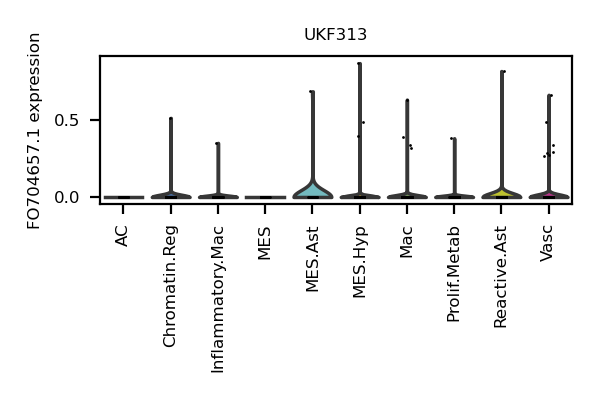 UKF313
FO704657.1 expression
0.5
0.0
AC
Chromatin.Reg
Inflammatory.Mac
MES
MES.Ast
MES.Hyp
Mac
Prolif.Metab
Reactive.Ast
Vasc